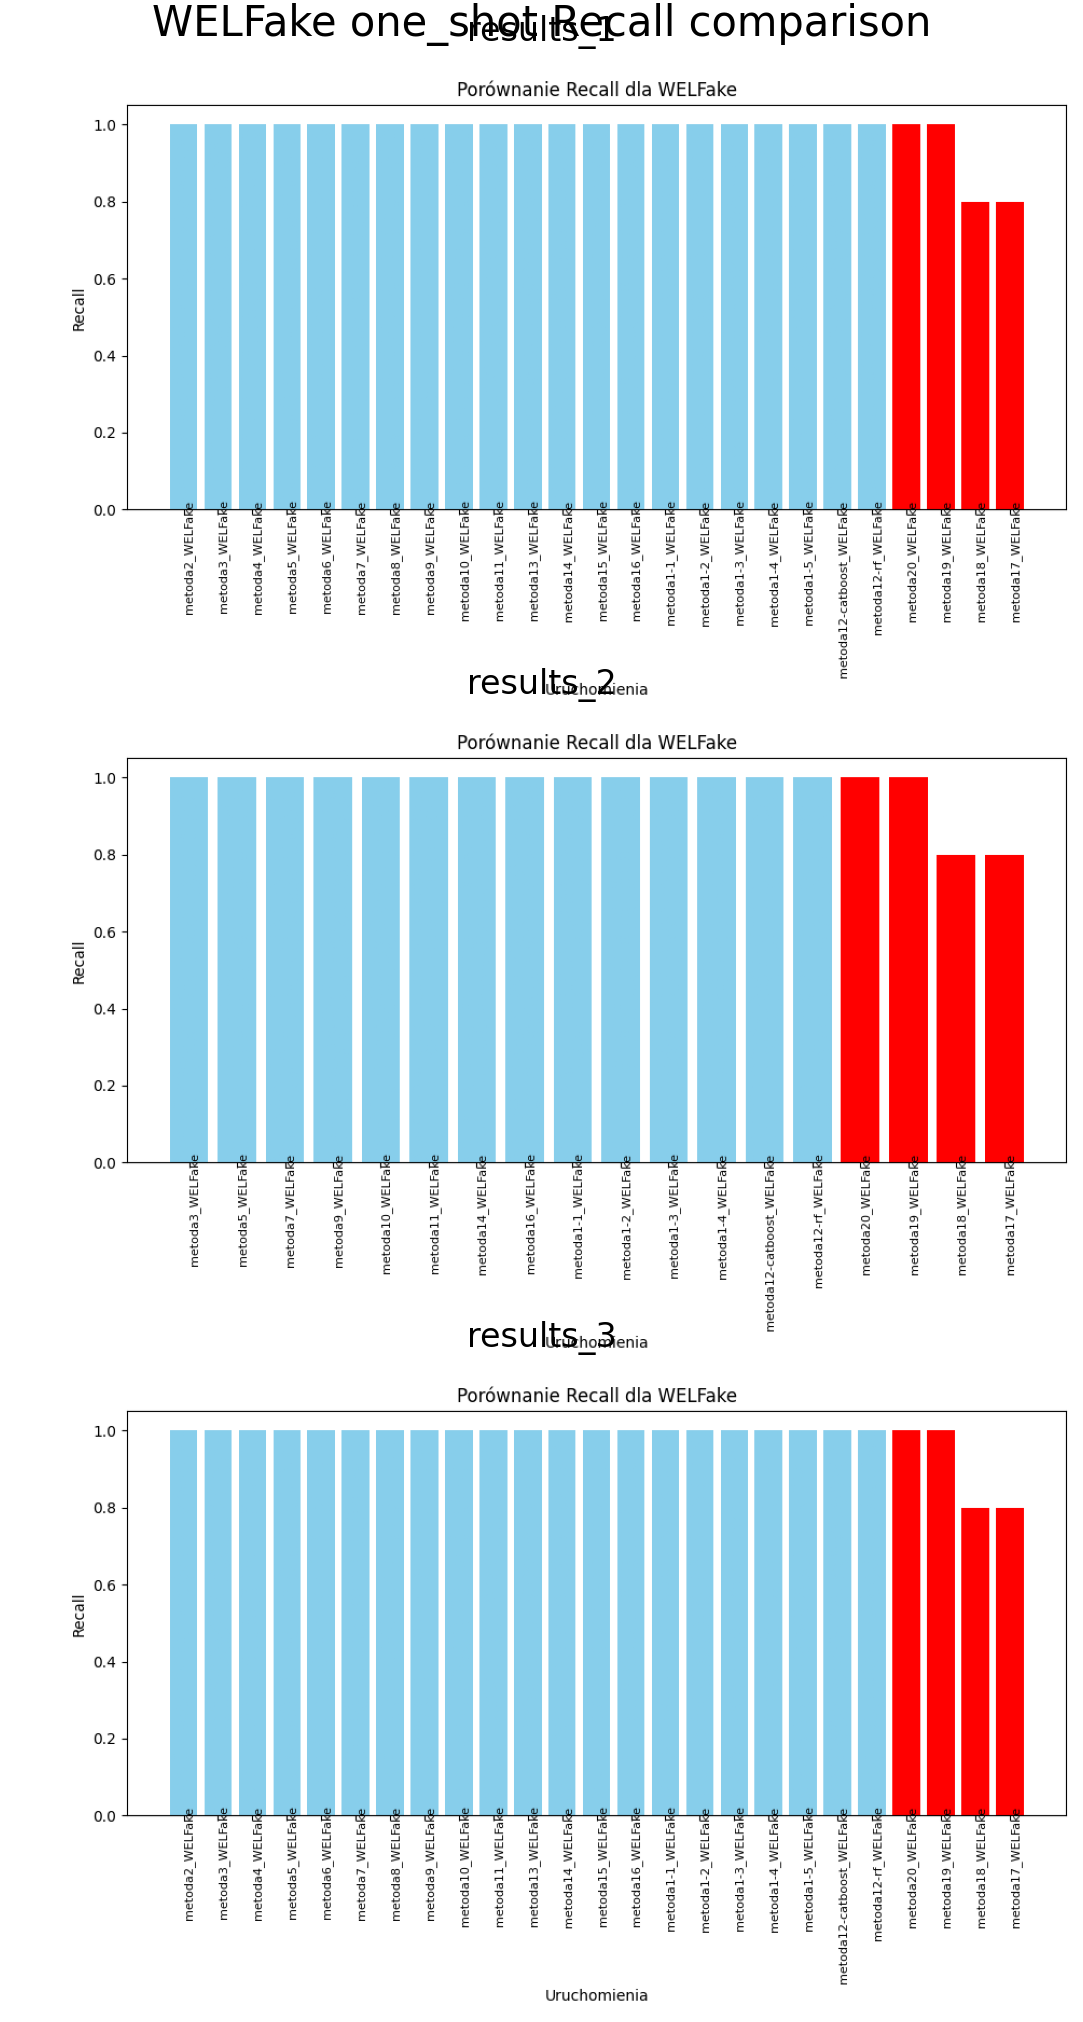 WELFake one_shot Recall comparison
results_1
Porównanie Recall dla WELFake
Recall
1.0
0.8
0.6
0.4
0.2
0.0
metoda2_WELFake
metoda3_WELFake
metoda4_WELFake
metoda5_WELFake
metoda6_WELFake
metoda7_WELFake
metoda8_WELFake
metoda9_WELFake
metoda10_WELFake
metoda11_WELFake
metoda13_WELFake
metoda14_WELFake
metoda15_WELFake
metoda16_WELFake
metoda1-1_WELFake
metoda1-2_WELFake
metoda1-3_WELFake
metoda1-4_WELFake
metoda1-5_WELFake
metoda12-catboost_WELFake
metoda12-rf_WELFake
metoda20_WELFake
metoda19_WELFake
metoda18_WELFake
metoda17_WELFake
Uruchomienia
results_2
Porównanie Recall dla WELFake
Recall
1.0
0.8
0.6
0.4
0.2
0.0
metoda3_WELFake
metoda5_WELFake
metoda7_WELFake
metoda9_WELFake
metoda10_WELFake
metoda11_WELFake
metoda14_WELFake
metoda16_WELFake
metoda1-1_WELFake
metoda1-2_WELFake
metoda1-3_WELFake
metoda1-4_WELFake
metoda12-catboost_WELFake
metoda12-rf_WELFake
metoda20_WELFake
metoda19_WELFake
metoda18_WELFake
metoda17_WELFake
Uruchomienia
results_3
Porównanie Recall dla WELFake
Recall
1.0
0.8
0.6
0.4
0.2
0.0
metoda2_WELFake
metoda3_WELFake
metoda4_WELFake
metoda5_WELFake
metoda6_WELFake
metoda7_WELFake
metoda8_WELFake
metoda9_WELFake
metoda10_WELFake
metoda11_WELFake
metoda13_WELFake
metoda14_WELFake
metoda15_WELFake
metoda16_WELFake
metoda1-1_WELFake
metoda1-2_WELFake
metoda1-3_WELFake
metoda1-4_WELFake
metoda1-5_WELFake
metoda12-catboost_WELFake
metoda12-rf_WELFake
metoda20_WELFake
metoda19_WELFake
metoda18_WELFake
metoda17_WELFake
Uruchomienia